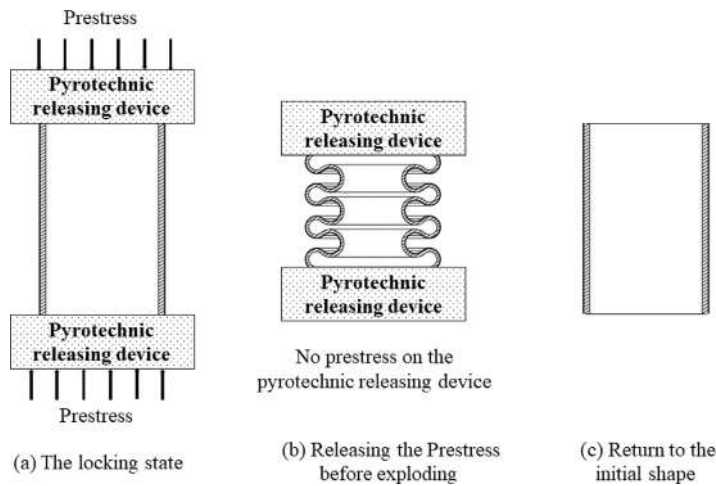 Prestress
Pyrotechnic
releasing device
Pyrotechnic
releasing device
Prestress
(a) The locking state
Pyrotechnic
releasing device
Pyrotechnic
releasing device
No prestress on the
pyrotechnic releasing device
(b) Releasing the Prestress
before exploding
(c) Return to the
initial shape